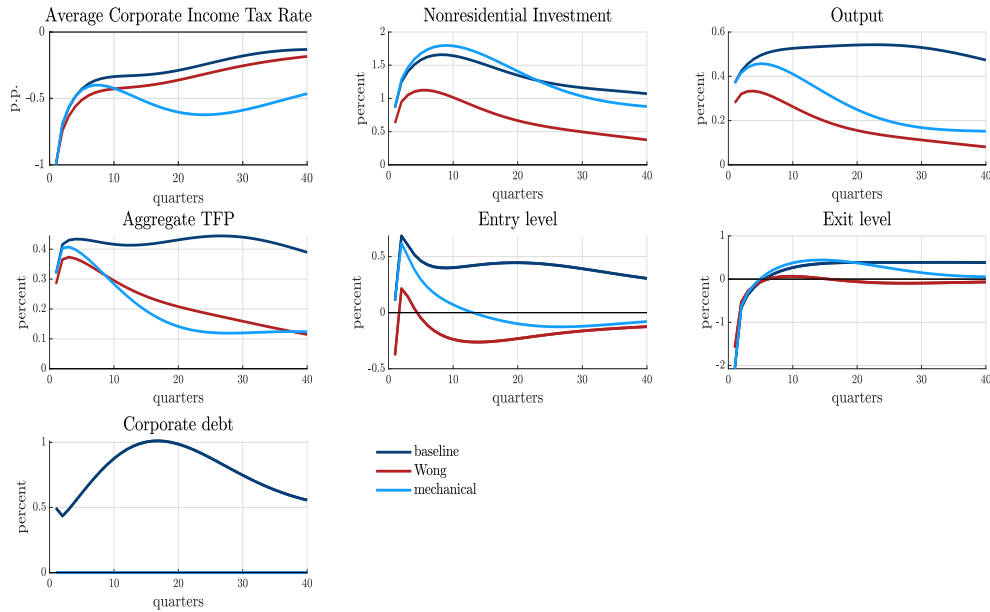 Average Corporate Income Tax Rate
0
-0.5
-1
p.p.
0 10 20 30 40
quarters
Nonresidential Investment
2
1.5
1
0.5
0
percent
0 10 20 30 40
quarters
Output
0.6
0.4
0.2
0
percent
0 10 20 30 40
quarters
Aggregate TFP
0.4
0.3
0.2
0.1
0
percent
0 10 20 30 40
quarters
Entry level
0.5
0
-0.5
percent
0 10 20 30 40
quarters
Exit level
1
0
-1
-2
percent
0 10 20 30 40
quarters
Corporate debt
1
0.5
0
percent
0 10 20 30 40
quarters
baseline
Wong
mechanical